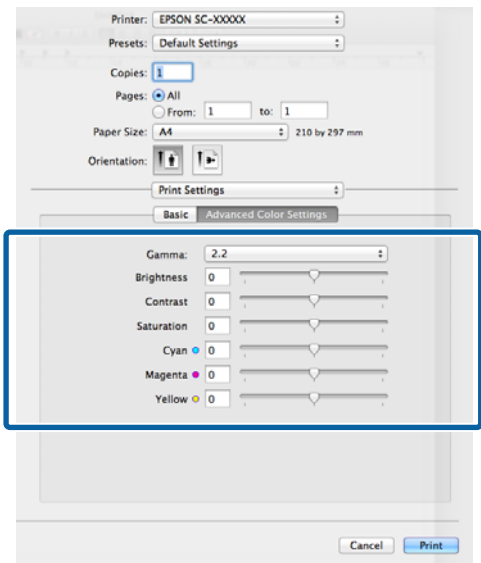 Printer: EPSON SC-XXXXX
Presets: Default Settings
Copies: 1
Pages: All
From: 1 to: 1
Paper Size: A4 210 by 297 mm
Orientation:
Print Settings
Basic Advanced Color Settings
Gamma: 2.2
Brightness 0
Contrast 0
Saturation 0
Cyan 0
Magenta 0
Yellow 0
Cancel Print